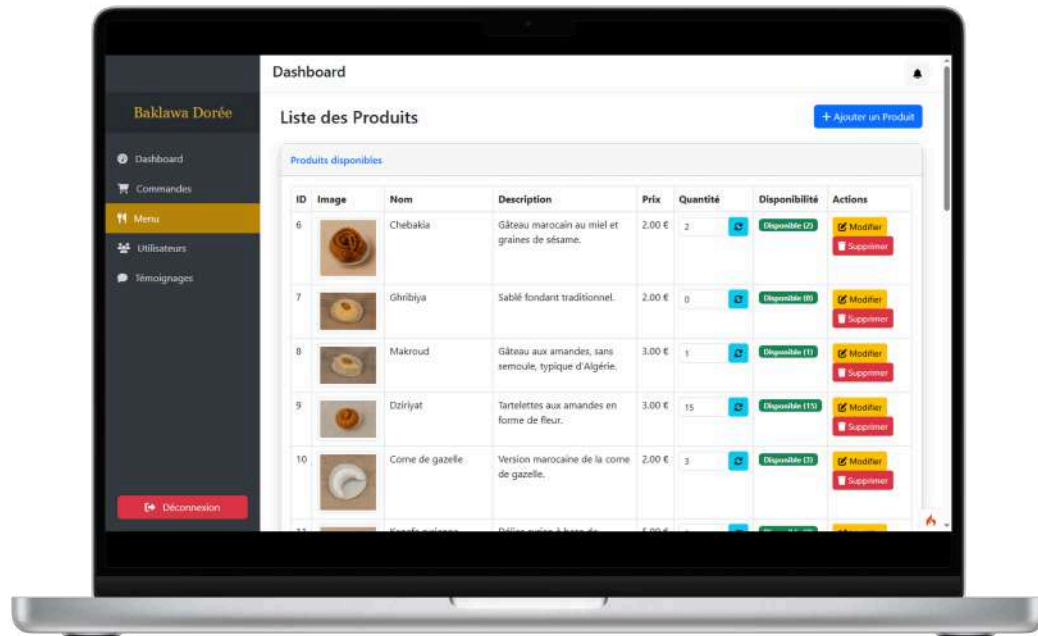 Dashboard
Baklawa Dorée
Dashboard
Commandes
Menu
Utilisateurs
Témoignages
Déconnexion
Liste des Produits
+ Ajouter un Produit
Produits disponibles
ID Image Nom Description Prix Quantité Disponibilité Actions
6 Chebakia Gâteau marocain au miel et 2.00 € 2 Disponible (2) Modifier
graines de sésame. Supprimer
7 Ghribiya Sablé fondant traditionnel. 2.00 € 0 Disponible (0) Modifier
Supprimer
8 Makroud Gâteau aux amandes, sans 3.00 € 1 Disponible (1) Modifier
semoule, typique d'Algérie. Supprimer
9 Dziriyat Tartelettes aux amandes en 3.00 € 15 Disponible (15) Modifier
forme de fleur. Supprimer
10 Corne de gazelle Version marocaine de la corne 2.00 € 3 Disponible (3) Modifier
de gazelle. Supprimer